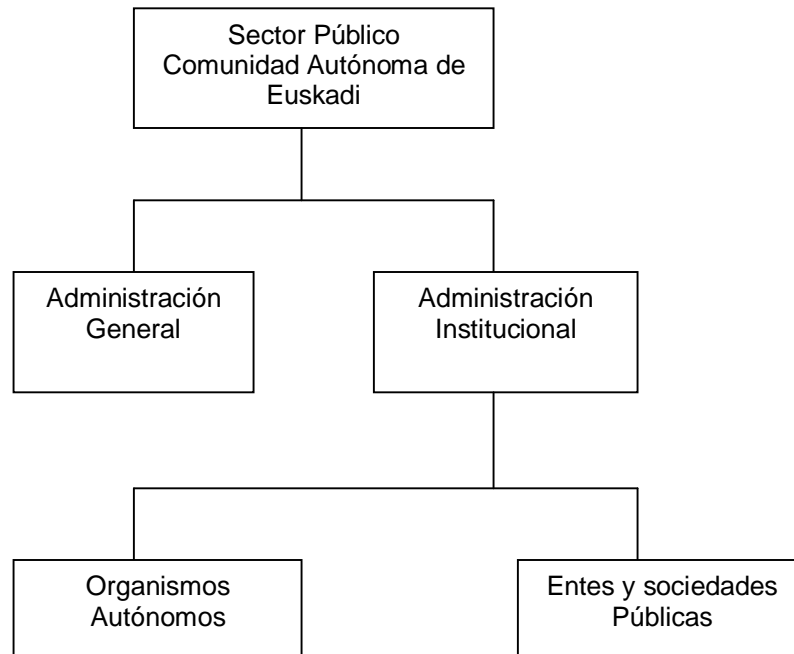 Sector Público
Comunidad Autónoma de
Euskadi
Administración
General
Administración
Institucional
Organismos
Autónomos
Entes y sociedades
Públicas